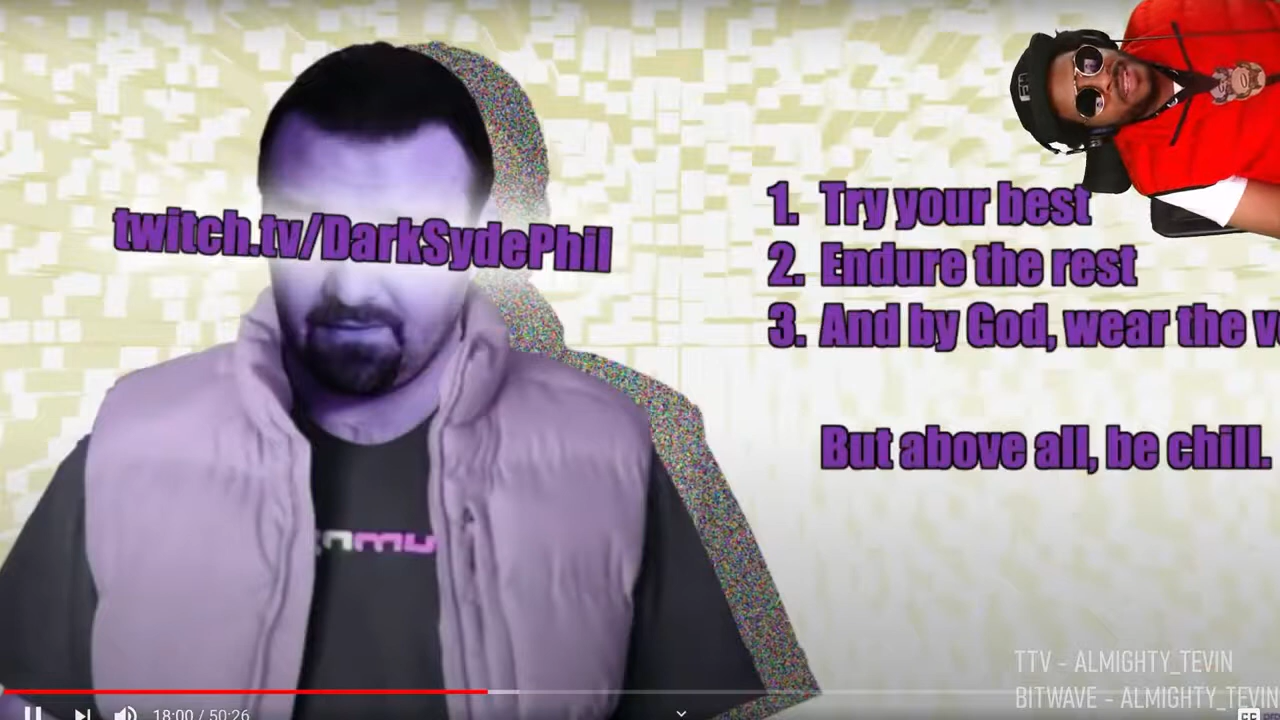 twitch.tv/DarkSydePhil
1. Try your best
2. Endure the rest
3. And by God, wear the
But above all, be chill.
TTV - ALMIGHTY_TEVIN
BITWAVE - ALMIGHTY_TEVIN
18:00 / 50:26